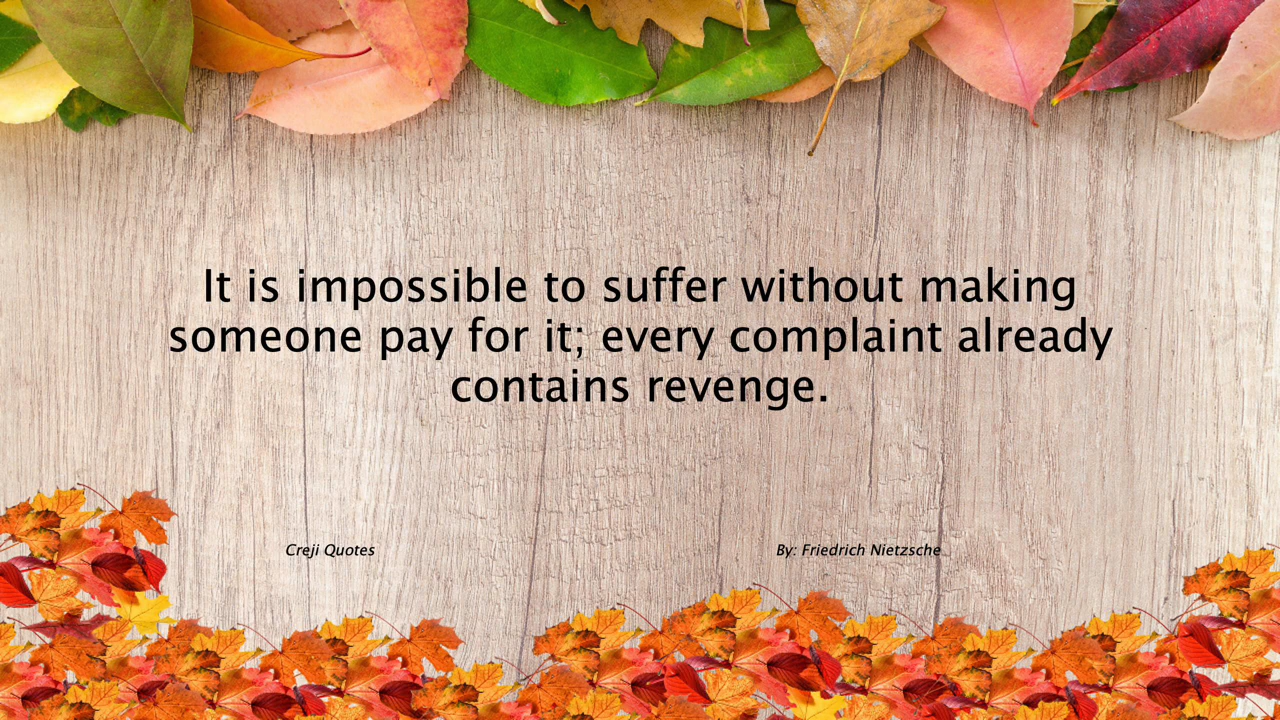 It is impossible to suffer without making
someone pay for it; every complaint already
contains revenge.
Creji Quotes
By: Friedrich Nietzsche